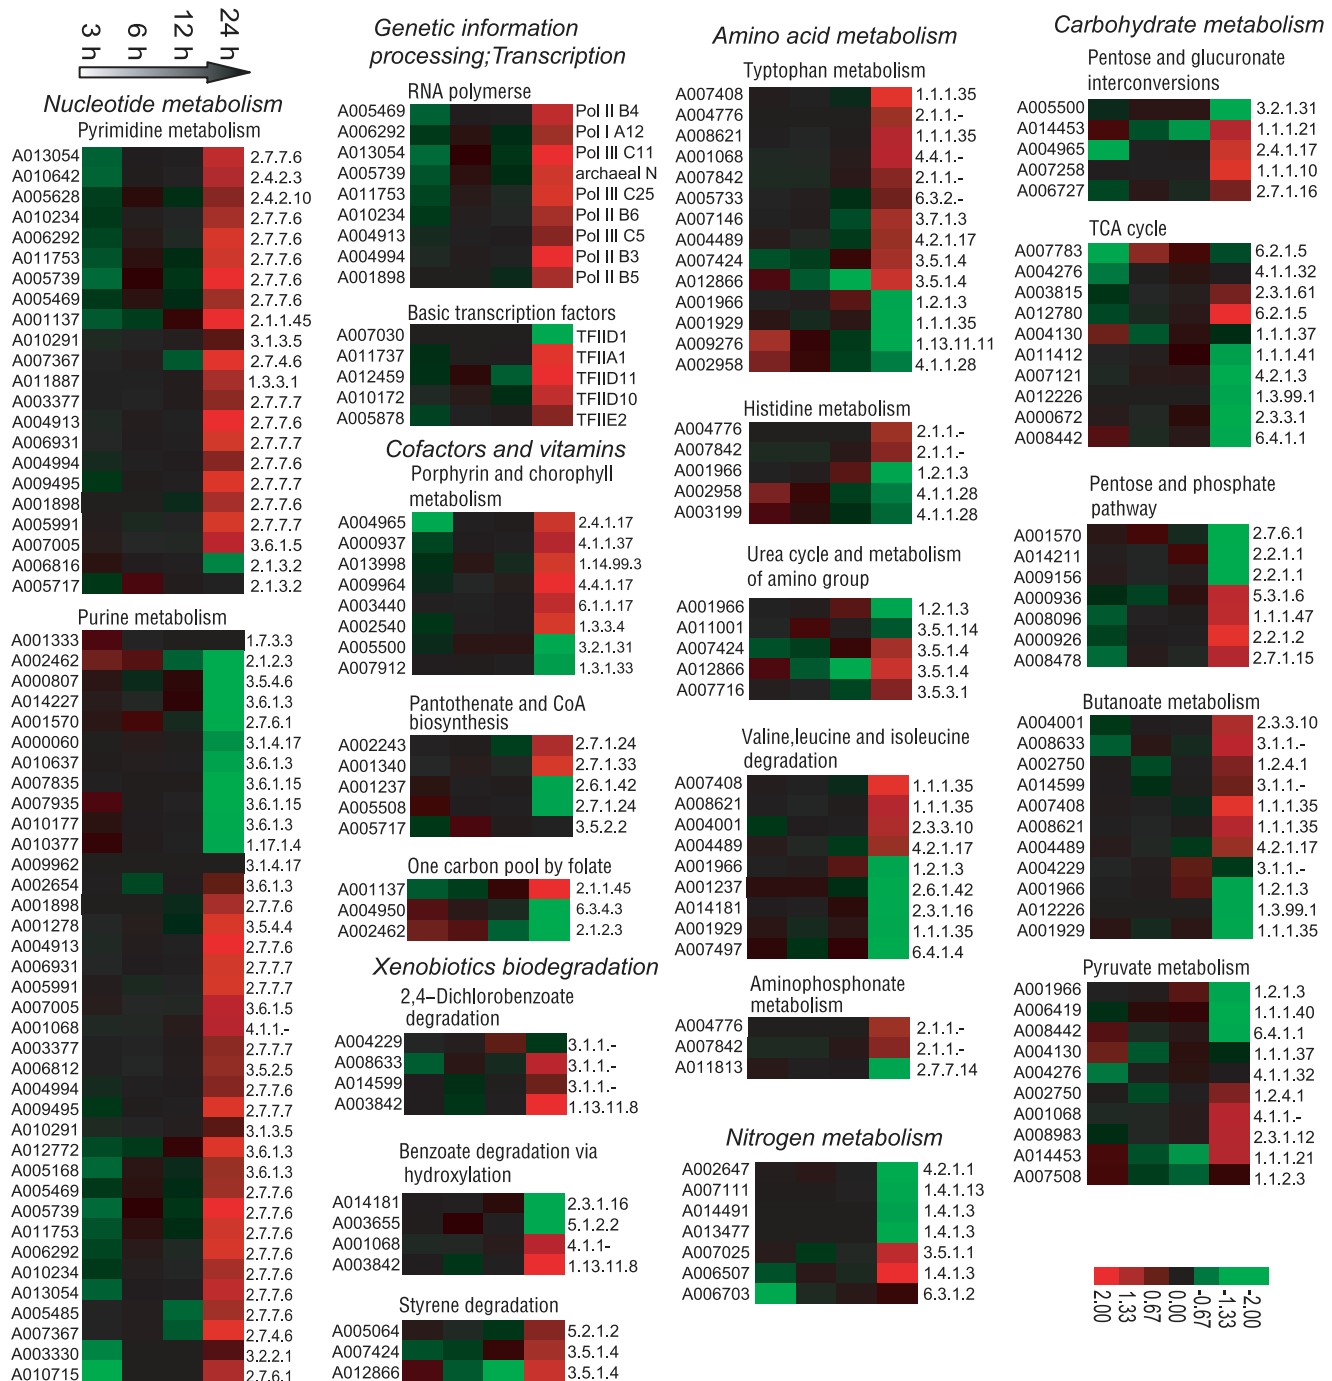 3 h
6 h
12 h
24 h
Nucleotide metabolism
Pyrimidine metabolism
A013054 2.7.7.6
A010642 2.4.2.3
A005628 2.4.2.10
A010234 2.7.7.6
A006292 2.7.7.6
A011753 2.7.7.6
A005739 2.7.7.6
A005469 2.7.7.6
A001137 2.1.1.45
A010291 3.1.3.5
A007367 2.7.4.6
A011887 1.3.3.1
A003377 2.7.7.7
A004913 2.7.7.6
A006931 2.7.7.7
A004994 2.7.7.6
A009495 2.7.7.7
A001898 2.7.7.6
A005991 2.7.7.7
A007005 3.6.1.5
A006816 2.1.3.2
A005717 2.1.3.2
Purine metabolism
A001333 1.7.3.3
A002462 2.1.2.3
A000807 3.5.4.6
A014227 3.6.1.3
A001570 2.7.6.1
A000060 3.1.4.17
A010637 3.6.1.3
A007835 3.6.1.15
A007935 3.6.1.15
A010177 3.6.1.3
A010377 1.17.1.4
A009962 3.1.4.17
A002654 3.6.1.3
A001898 2.7.7.6
A001278 3.5.4.4
A004913 2.7.7.6
A006931 2.7.7.7
A005991 2.7.7.6
A007005 3.6.1.5
A001068 4.1.1.-
A003377 2.7.7.7
A006812 3.5.2.5
A004994 2.7.7.6
A009495 2.7.7.7
A010291 3.1.3.5
A012772 3.6.1.3
A005168 3.6.1.3
A005469 2.7.7.6
A005739 2.7.7.6
A011753 2.7.7.6
A006292 2.7.7.6
A010234 2.7.7.6
A013054 2.7.7.6
A005485 2.7.7.6
A007367 2.7.4.6
A003330 3.2.2.1
A010715 2.7.6.1
Genetic information
processing;Transcription
RNA polymerse
A005469 Pol II B4
A006292 Pol I A12
A013054 Pol III C11
A005739 archaeal N
A011753 Pol III C25
A010234 Pol II B6
A004913 Pol III C5
A004994 Pol II B3
A001898 Pol II B5
Basic transcription factors
A007030 TFIID1
A011737 TFIIA1
A012459 TFIID11
A010172 TFIID10
A005878 TFIIE2
Cofactors and vitamins
Porphyrin and chorophyll
metabolism
A004965 2.4.1.17
A000937 4.1.1.37
A013998 1.14.99.3
A009964 4.4.1.17
A003440 6.1.1.17
A002540 1.3.3.4
A005500 3.2.1.31
A007912 1.3.1.33
Pantothenate and CoA
biosynthesis
A002243 2.7.1.24
A001340 2.7.1.33
A001237 2.6.1.42
A005508 2.7.1.24
A005717 3.5.2.2
One carbon pool by folate
A001137 2.1.1.45
A004950 6.3.4.3
A002462 2.1.2.3
Xenobiotics biodegradation
2,4–Dichlorobenzoate
degradation
A004229 3.1.1.-
A008633 3.1.1.-
A014599 3.1.1.-
A003842 1.13.11.8
Benzoate degradation via
hydroxylation
A014181 2.3.1.16
A003655 5.1.2.2
A001068 4.1.1-
A003842 1.13.11.8
Styrene degradation
A005064 5.2.1.2
A007424 3.5.1.4
A012866 3.5.1.4
Amino acid metabolism
Typtophan metabolism
A007408 1.1.1.35
A004776 2.1.1.-
A008621 1.1.1.35
A001068 4.4.1.-
A007842 2.1.1.-
A005733 6.3.2.-
A007146 3.7.1.3
A004489 4.2.1.17
A007424 3.5.1.4
A012866 3.5.1.4
A001966 1.2.1.3
A001929 1.1.1.35
A009276 1.13.11.11
A002958 4.1.1.28
Histidine metabolism
A004776 2.1.1.-
A007842 2.1.1.-
A001966 1.2.1.3
A002958 4.1.1.28
A003199 4.1.1.28
Urea cycle and metabolism
of amino group
A001966 1.2.1.3
A011001 3.5.1.14
A007424 3.5.1.4
A012866 3.5.1.4
A007716 3.5.3.1
Valine,leucine and isoleucine
degradation
A007408 1.1.1.35
A008621 1.1.1.35
A004001 2.3.3.10
A004489 4.2.1.17
A001966 1.2.1.3
A001237 2.6.1.42
A014181 2.3.1.16
A001929 1.1.1.35
A007497 6.4.1.4
Aminophosphonate
metabolism
A004776 2.1.1.-
A007842 2.1.1.-
A011813 2.7.7.14
Nitrogen metabolism
A002647 4.2.1.1
A007111 1.4.1.13
A014491 1.4.1.3
A013477 1.4.1.3
A007025 3.5.1.1
A006507 1.4.1.3
A006703 6.3.1.2
Carbohydrate metabolism
Pentose and glucuronate
interconversions
A005500 3.2.1.31
A014453 1.1.1.21
A004965 2.4.1.17
A007258 1.1.1.10
A006727 2.7.1.16
TCA cycle
A007783 6.2.1.5
A004276 4.1.1.32
A003815 2.3.1.61
A012780 6.2.1.5
A004130 1.1.1.37
A011412 1.1.1.41
A007121 4.2.1.3
A012226 1.3.99.1
A000672 2.3.3.1
A008442 6.4.1.1
Pentose and phosphate
pathway
A001570 2.7.6.1
A014211 2.2.1.1
A009156 2.2.1.1
A000936 5.3.1.6
A008096 1.1.1.47
A000926 2.2.1.2
A008478 2.7.1.15
Butanoate metabolism
A004001 2.3.3.10
A008633 3.1.1.-
A002750 1.2.4.1
A014599 3.1.1.-
A007408 1.1.1.35
A008621 1.1.1.35
A004489 4.2.1.17
A004229 3.1.1.-
A001966 1.2.1.3
A012226 1.3.99.1
A001929 1.1.1.35
Pyruvate metabolism
A001966 1.2.1.3
A006419 1.1.1.40
A008442 6.4.1.1
A004130 1.1.1.37
A004276 4.1.1.32
A002750 1.2.4.1
A001068 4.1.1.-
A008983 2.3.1.12
A014453 1.1.1.21
A007508 1.1.2.3
2.00
1.33
0.67
0.00
-0.67
-1.33
-2.00